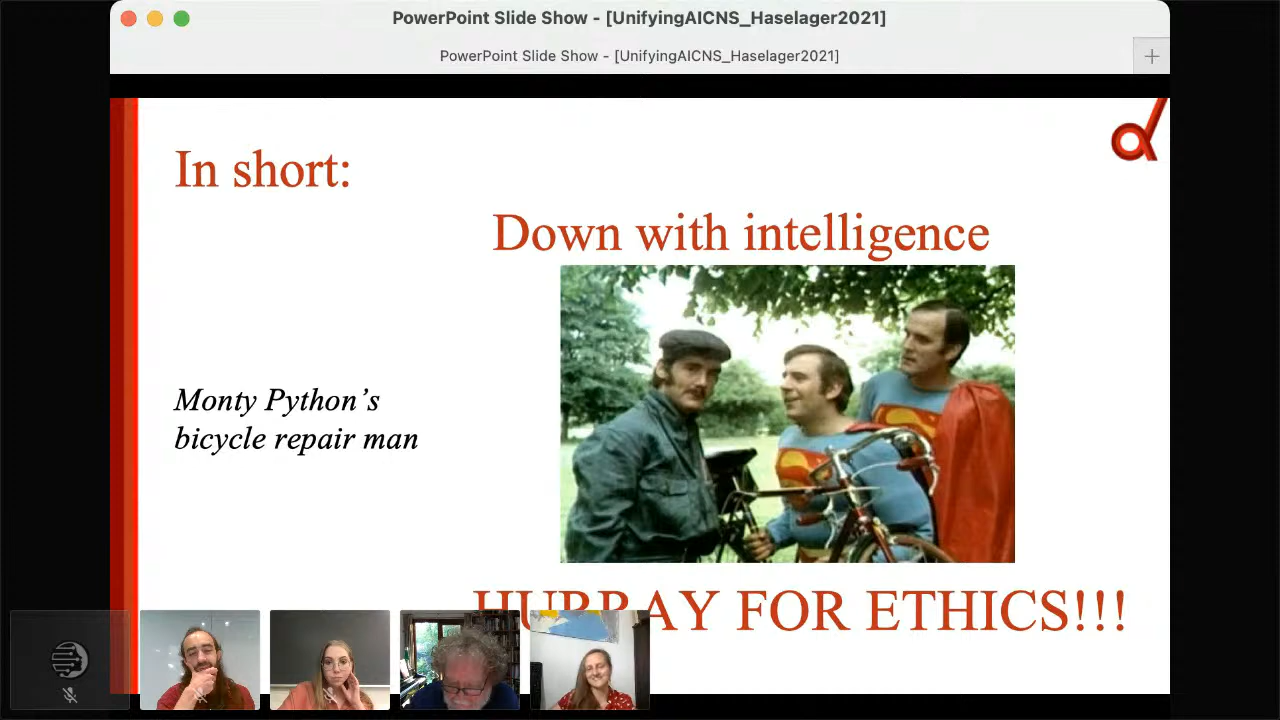 PowerPoint Slide Show - [UnifyingAICNS_Haselager2021]
PowerPoint Slide Show - [UnifyingAICNS_Haselager2021]
In short:
Down with intelligence
Monty Python's
bicycle repair man
HURRAY FOR ETHICS!!!